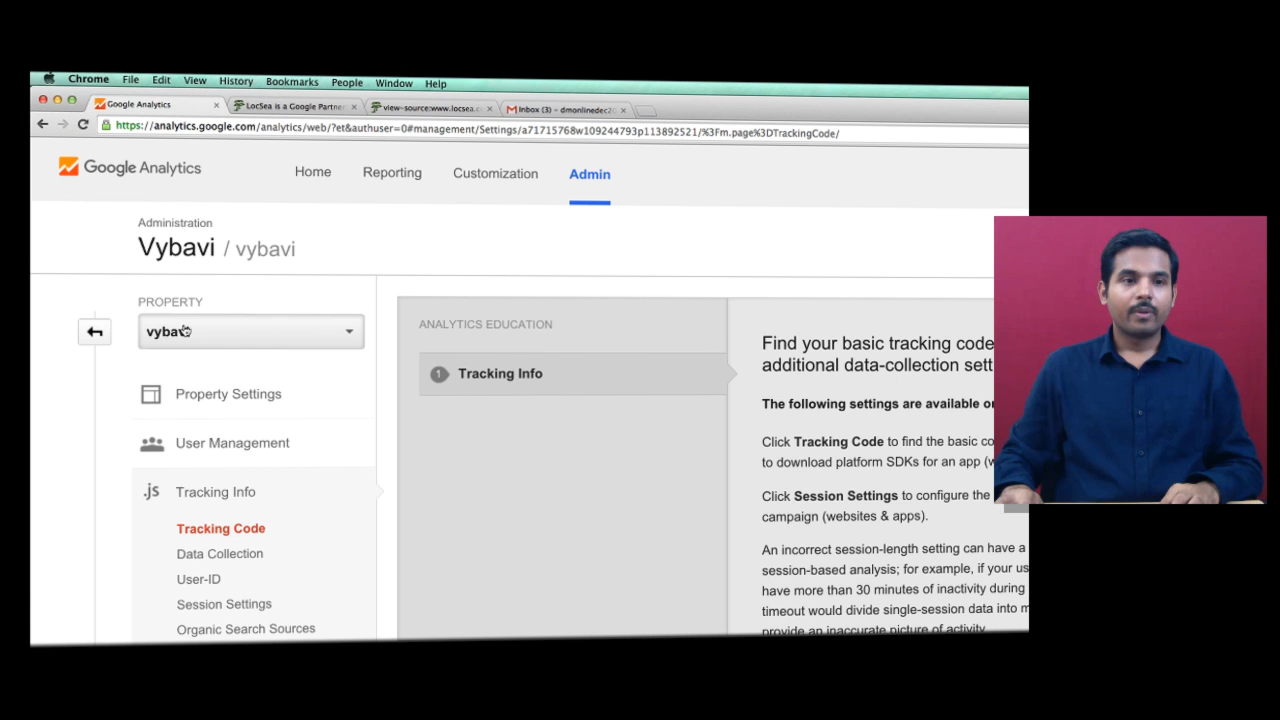 Chrome File Edit View History Bookmarks People Window Help
Google Analytics × LocSea is a Google Partner × view-source:www.locsea.c × Inbox (3) - dmonlinedec20 ×
https://analytics.google.com/analytics/web/?et&authuser=0#management/Settings/a71715768w109244793p113892521/%3Fm.page%3DTrackingCode/
Google Analytics Home Reporting Customization Admin
Administration
Vybavi / vybavi
PROPERTY
vybavi
Property Settings
User Management
.js Tracking Info
Tracking Code
Data Collection
User-ID
Session Settings
Organic Search Sources
ANALYTICS EDUCATION
1 Tracking Info
Find your basic tracking code
additional data-collection sett
The following settings are available on
Click Tracking Code to find the basic co
to download platform SDKs for an app (w
Click Session Settings to configure the
campaign (websites & apps).
An incorrect session-length setting can have a
session-based analysis; for example, if your us
have more than 30 minutes of inactivity during
timeout would divide single-session data into m
provide an inaccurate picture of activity.